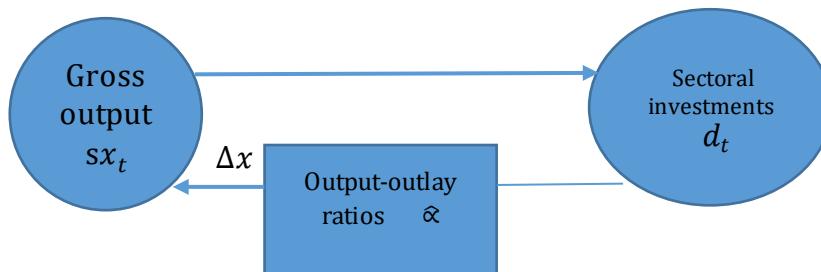 Gross
output
sx_t
Sectoral
investments
d_t
Δx
Output-outlay
ratios α̂